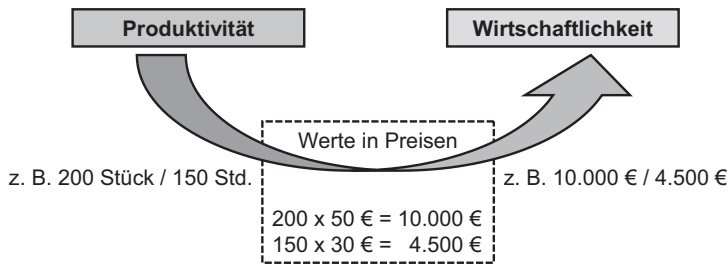 Produktivität
Wirtschaftlichkeit
Werte in Preisen
z. B. 200 Stück / 150 Std.
z. B. 10.000 € / 4.500 €
200 x 50 € = 10.000 €
150 x 30 € = 4.500 €